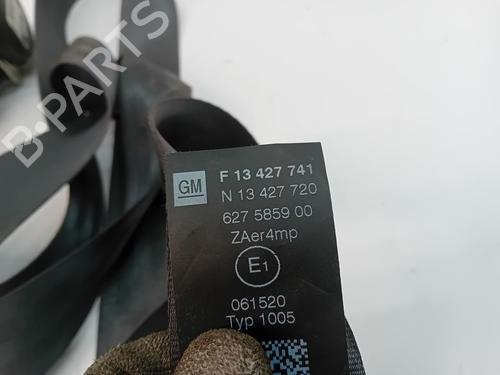 B-PARTS
GM
F 13 427 741
N 13 427 720
627 5859 00
ZAer4mp
E1
061520
Typ 1005